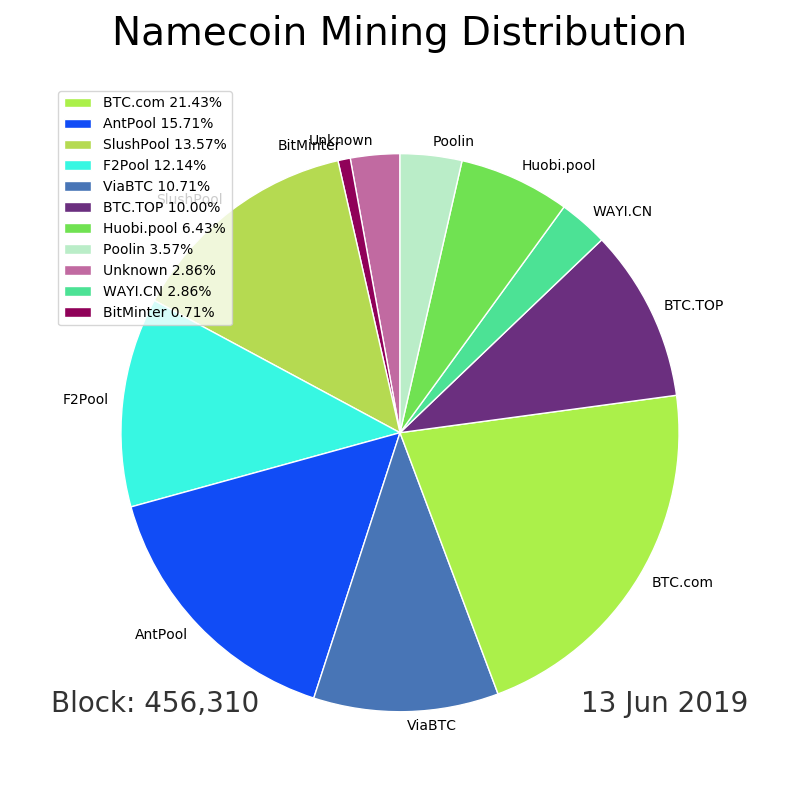 Namecoin Mining Distribution
BTC.com 21.43%
AntPool 15.71%
SlushPool 13.57%
F2Pool 12.14%
ViaBTC 10.71%
BTC.TOP 10.00%
Huobi.pool 6.43%
Poolin 3.57%
Unknown 2.86%
WAYI.CN 2.86%
BitMinter 0.71%
BitMinter
Unknown
Poolin
Huobi.pool
WAYI.CN
SlushPool
BTC.TOP
F2Pool
BTC.com
AntPool
ViaBTC
Block: 456,310
13 Jun 2019